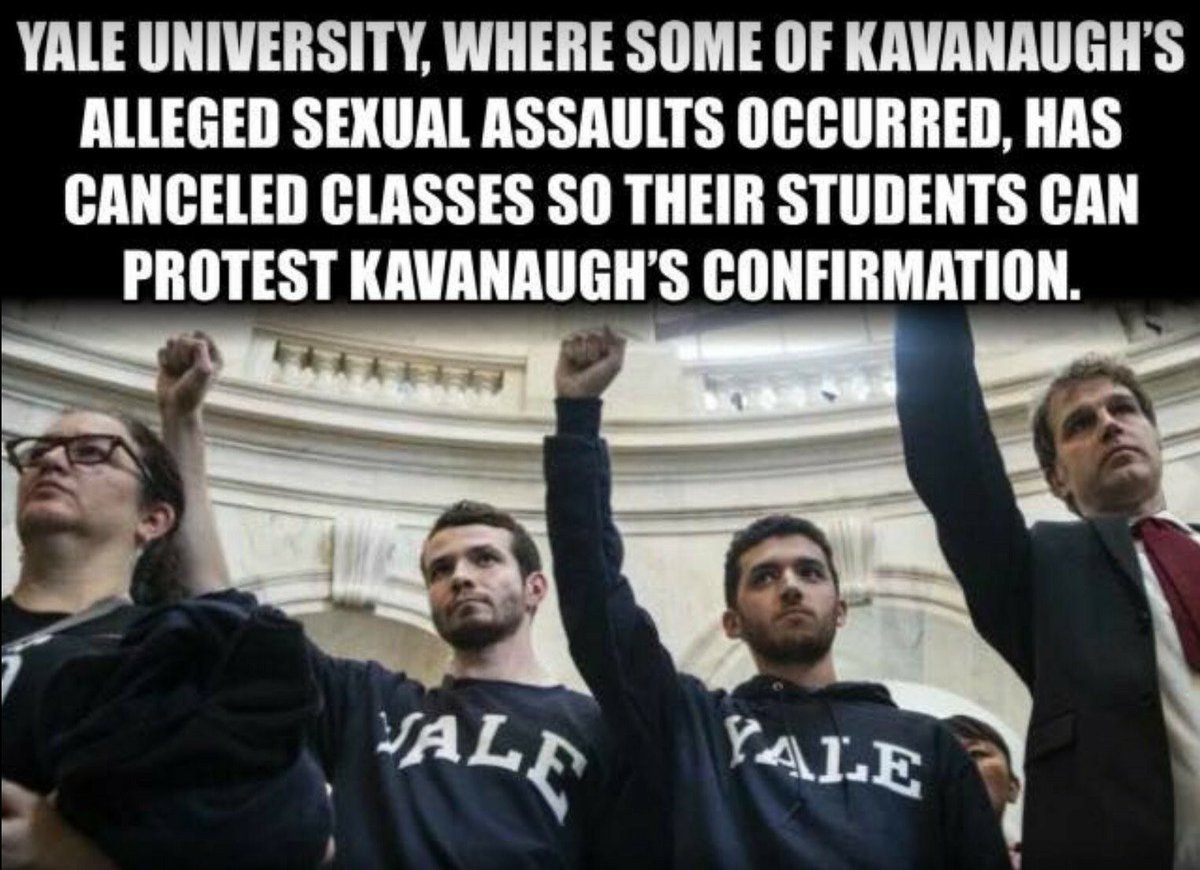 YALE UNIVERSITY, WHERE SOME OF KAVANAUGH'S
ALLEGED SEXUAL ASSAULTS OCCURRED, HAS
CANCELED CLASSES SO THEIR STUDENTS CAN
PROTEST KAVANAUGH'S CONFIRMATION.
YALE
YALE